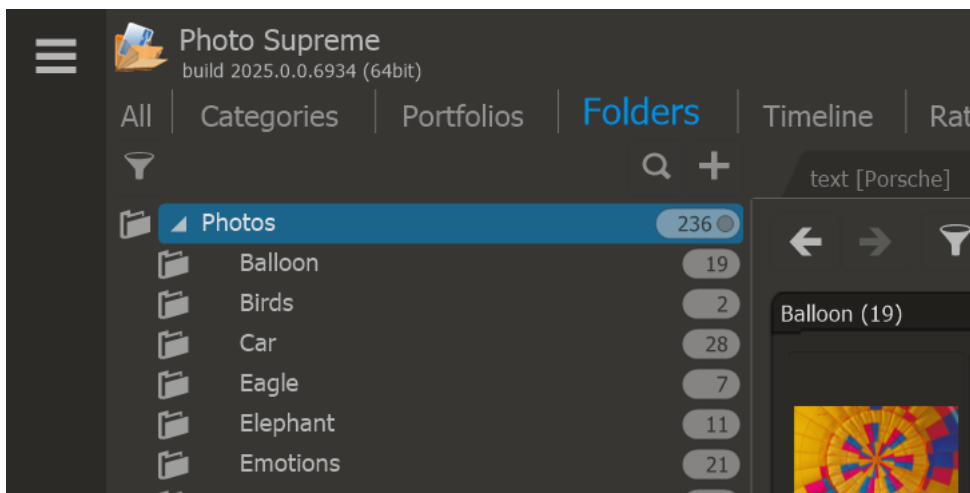 Photo Supreme
build 2025.0.0.6934 (64bit)
All Categories Portfolios Folders Timeline Rat
text [Porsche]
Photos 236
Balloon 19
Birds 2
Car 28
Eagle 7
Elephant 11
Emotions 21
Balloon (19)